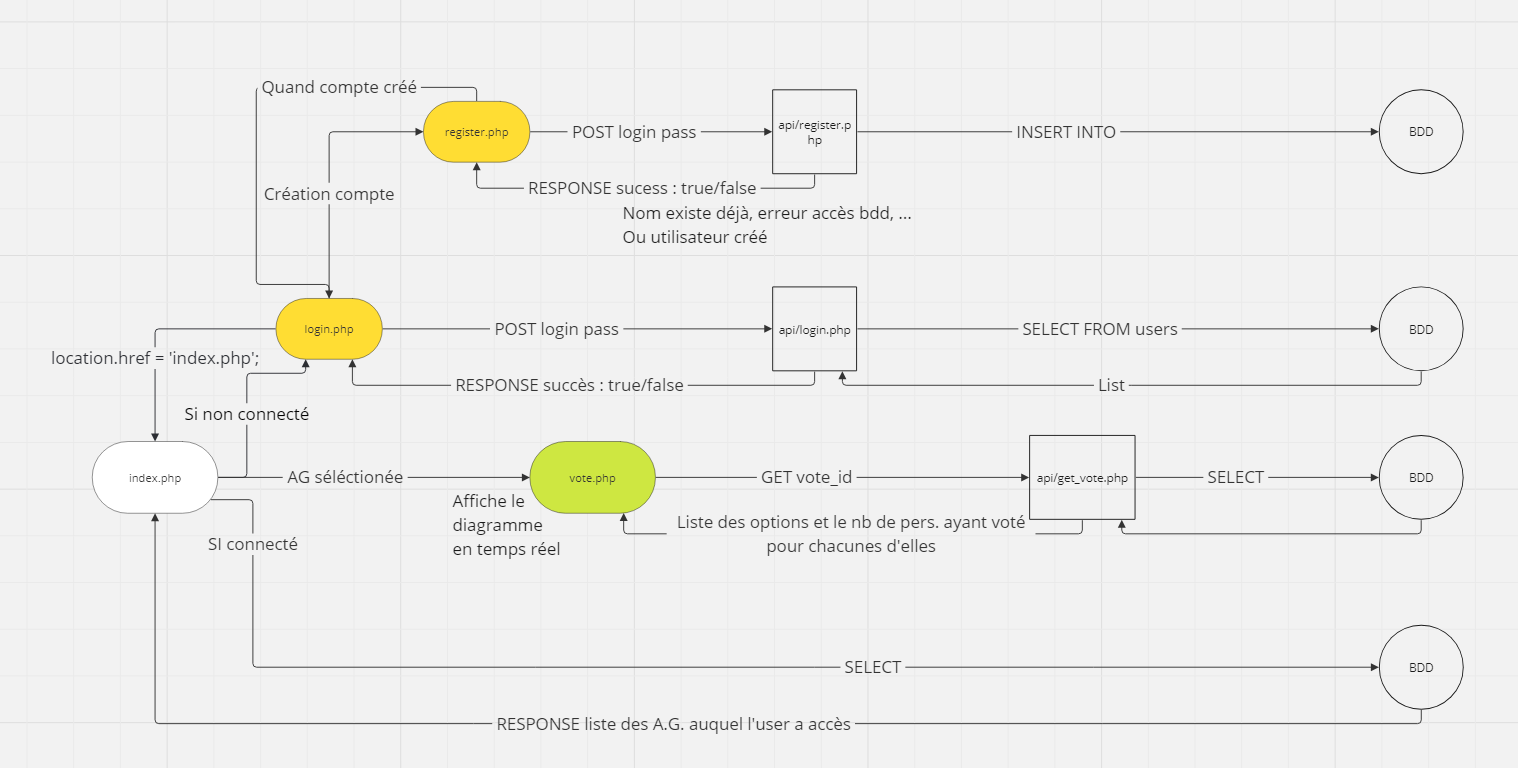 Quand compte créé
register.php
POST login pass
api/register.p
hp
INSERT INTO
BDD
Création compte
RESPONSE sucess : true/false
Nom existe déjà, erreur accès bdd, ...
Ou utilisateur créé
login.php
POST login pass
api/login.php
SELECT FROM users
BDD
location.href = 'index.php';
RESPONSE succès : true/false
List
Si non connecté
index.php
AG séléctionée
vote.php
GET vote_id
api/get_vote.php
SELECT
BDD
Affiche le
diagramme
en temps réel
Liste des options et le nb de pers. ayant voté
pour chacunes d'elles
SI connecté
SELECT
BDD
RESPONSE liste des A.G. auquel l'user a accès